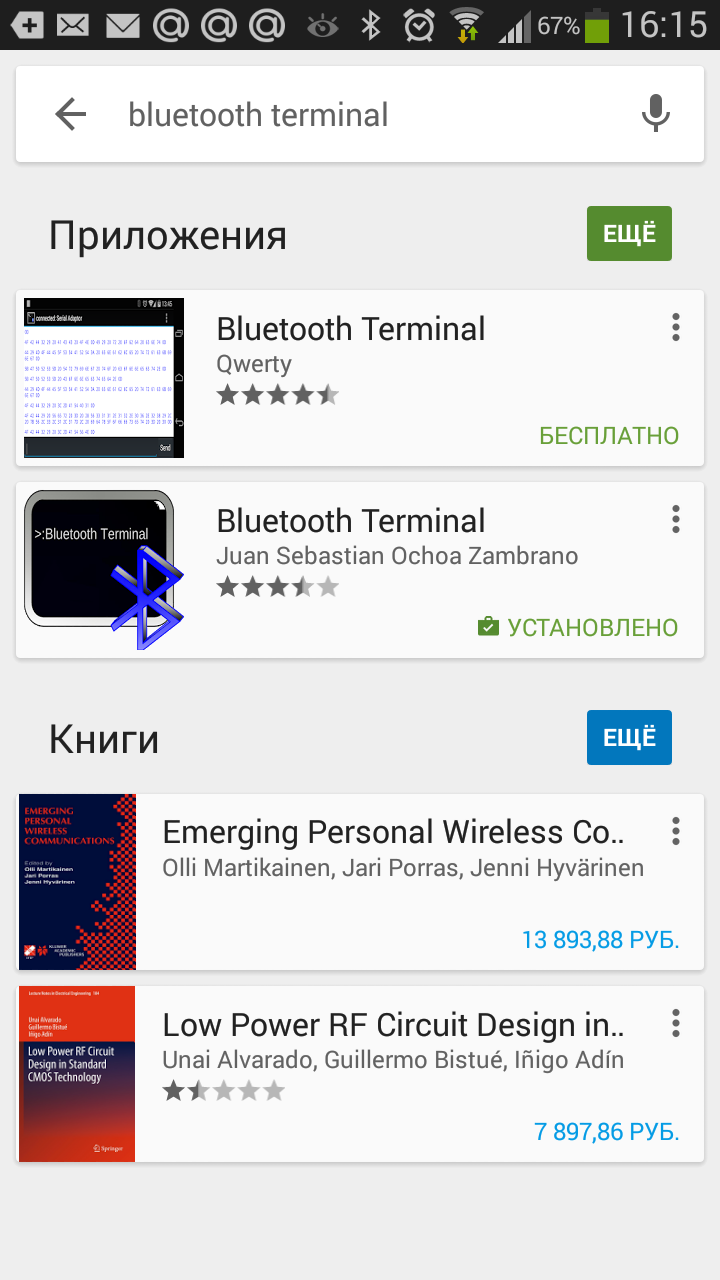 67% 16:15
bluetooth terminal
Приложения
ЕЩЁ
connected: Serial Adaptor
Send
Bluetooth Terminal
Qwerty
БЕСПЛАТНО
>:Bluetooth Terminal
Bluetooth Terminal
Juan Sebastian Ochoa Zambrano
УСТАНОВЛЕНО
Книги
ЕЩЁ
EMERGING
PERSONAL
WIRELESS
COMMUNICATIONS
Edited by
Olli Martikainen
Jari Porras
Jenni Hyvärinen
KLUWER
ACADEMIC
PUBLISHERS
Emerging Personal Wireless Co..
Olli Martikainen, Jari Porras, Jenni Hyvärinen
13 893,88 РУБ.
Unai Alvarado
Guillermo Bistué
Iñigo Adín
Low Power RF Circuit
Design in Standard
CMOS Technology
Springer
Low Power RF Circuit Design in..
Unai Alvarado, Guillermo Bistué, Iñigo Adín
7 897,86 РУБ.